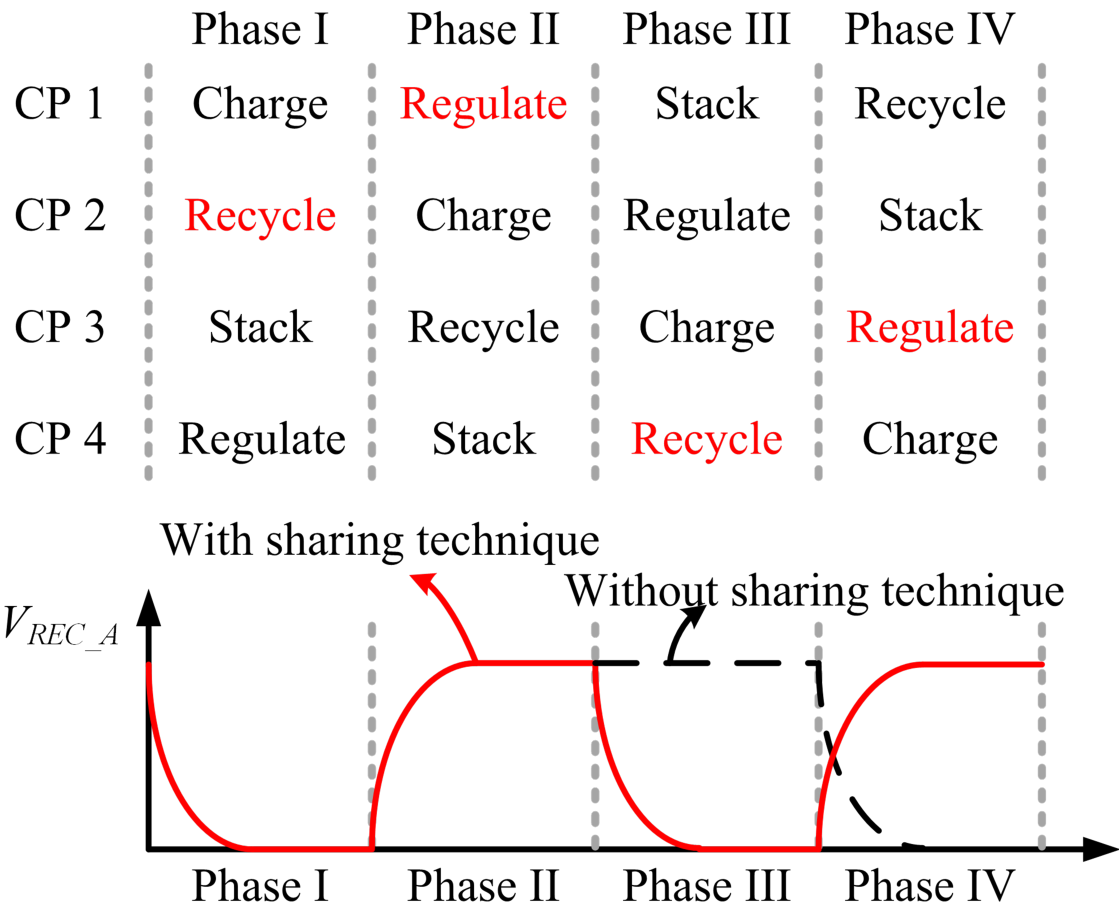 Phase I Phase II Phase III Phase IV
CP 1 Charge Regulate Stack Recycle
CP 2 Recycle Charge Regulate Stack
CP 3 Stack Recycle Charge Regulate
CP 4 Regulate Stack Recycle Charge
With sharing technique
Without sharing technique
V_REC_A
Phase I Phase II Phase III Phase IV